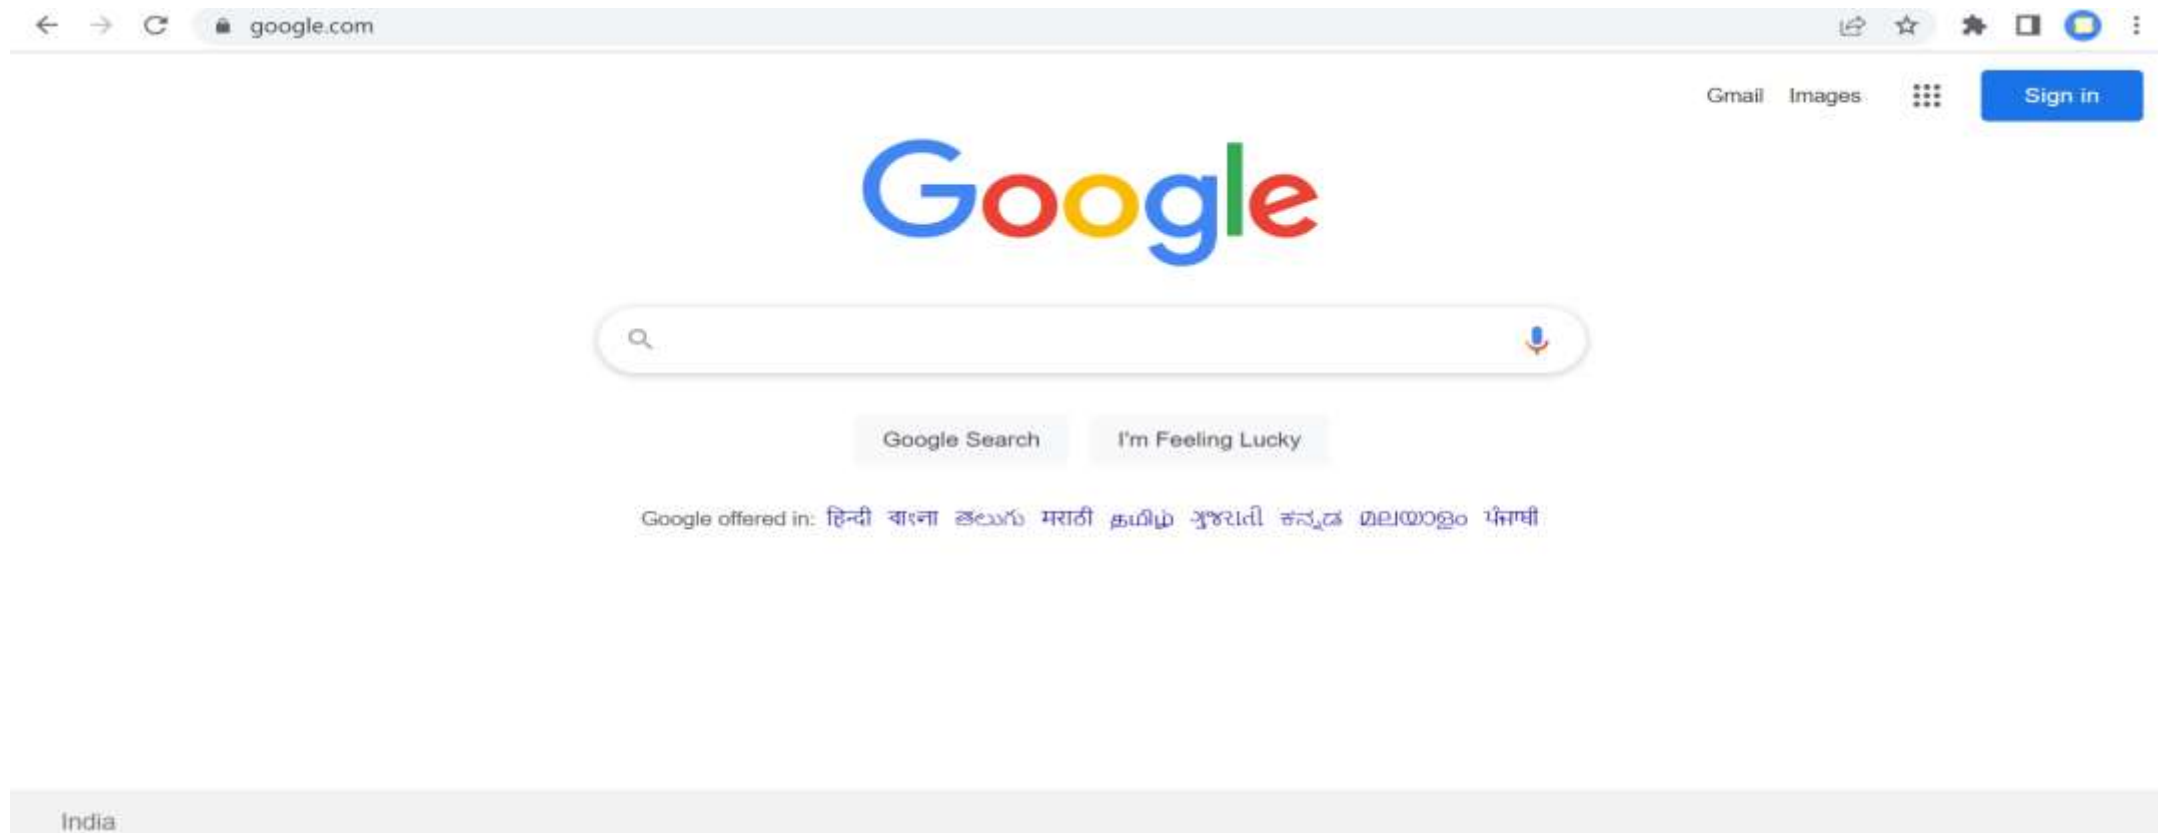 google.com
Gmail Images Sign in
Google
Google Search I'm Feeling Lucky
Google offered in: हिन्दी বাংলা తెలుగు मराठी தமிழ் ગુજરાતી ಕನ್ನಡ മലയാളം ਪੰਜਾਬੀ
India